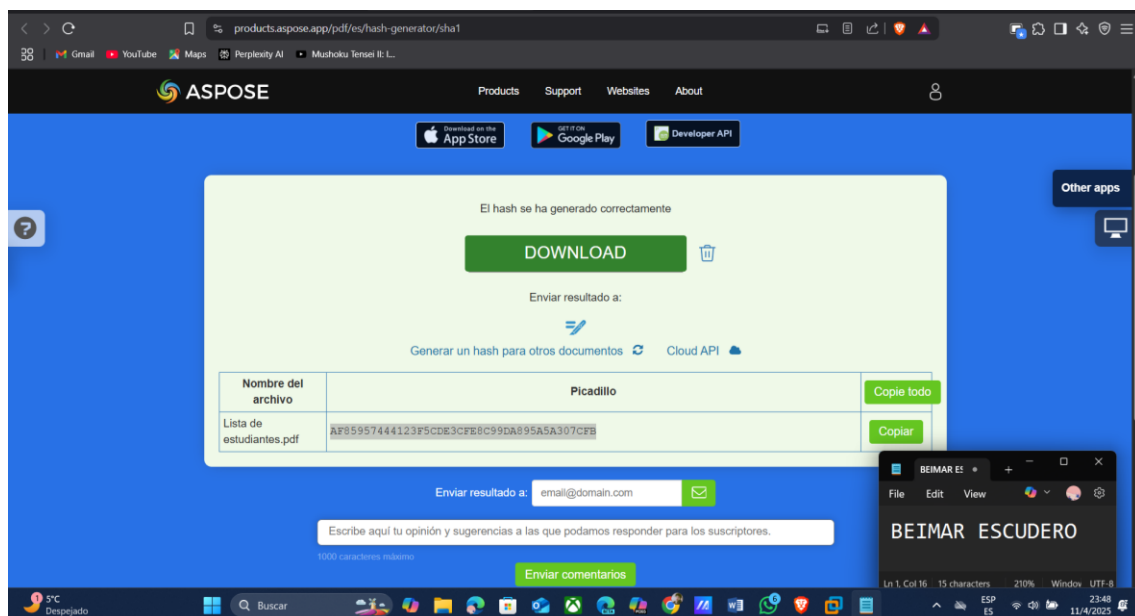 products.aspose.app/pdf/es/hash-generator/sha1
Gmail YouTube Maps Perplexity AI Mushoku Tensei II: I...
ASPOSE Products Support Websites About
Download on the App Store GET IT ON Google Play Developer API
Other apps
El hash se ha generado correctamente
DOWNLOAD
Enviar resultado a:
Generar un hash para otros documentos Cloud API
Nombre del archivo Picadillo Copie todo
Lista de estudiantes.pdf AF85957444123F5CDE3CFE8C99DA895A5A307CFB Copiar
Enviar resultado a: email@domain.com
Escribe aquí tu opinión y sugerencias a las que podamos responder para los suscriptores.
1000 caracteres máximo
Enviar comentarios
BEIMAR ES
File Edit View
BEIMAR ESCUDERO
Ln 1, Col 16 15 characters 210% Window UTF-8
1 5°C
Despejado
Buscar
ESP
ES
23:48
11/4/2025